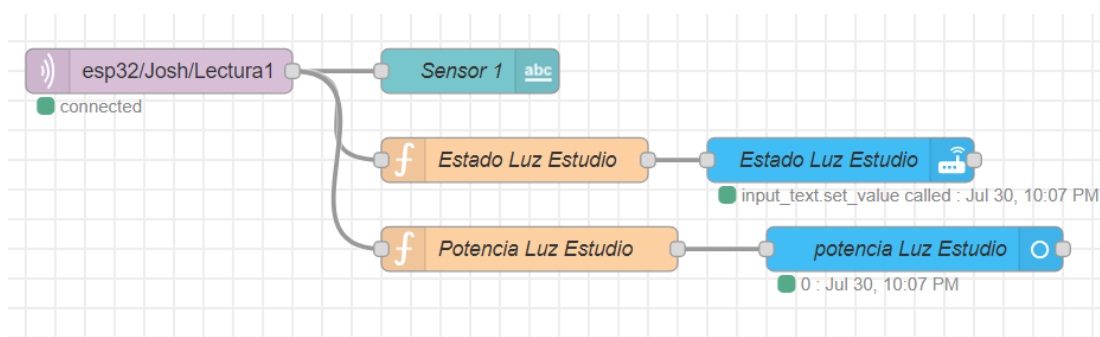 esp32/Josh/Lectura1
Sensor 1
abc
connected
Estado Luz Estudio
Estado Luz Estudio
input_text.set_value called : Jul 30, 10:07 PM
Potencia Luz Estudio
potencia Luz Estudio
0 : Jul 30, 10:07 PM